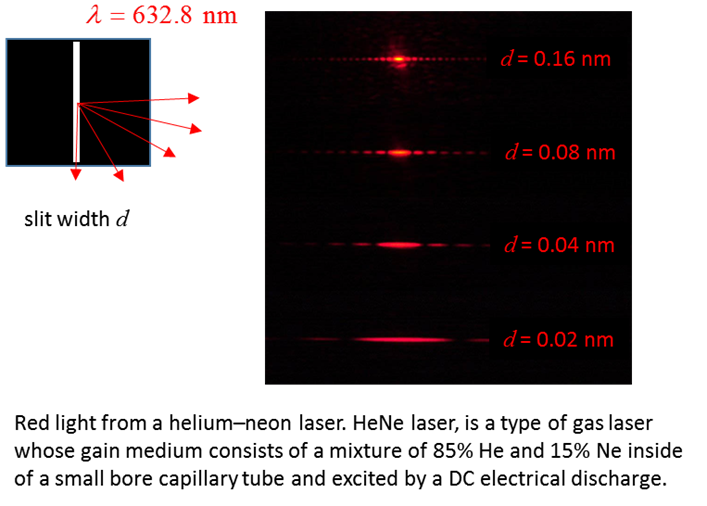 λ = 632.8 nm
d = 0.16 nm
d = 0.08 nm
slit width d
d = 0.04 nm
d = 0.02 nm
Red light from a helium–neon laser. HeNe laser, is a type of gas laser
whose gain medium consists of a mixture of 85% He and 15% Ne inside
of a small bore capillary tube and excited by a DC electrical discharge.